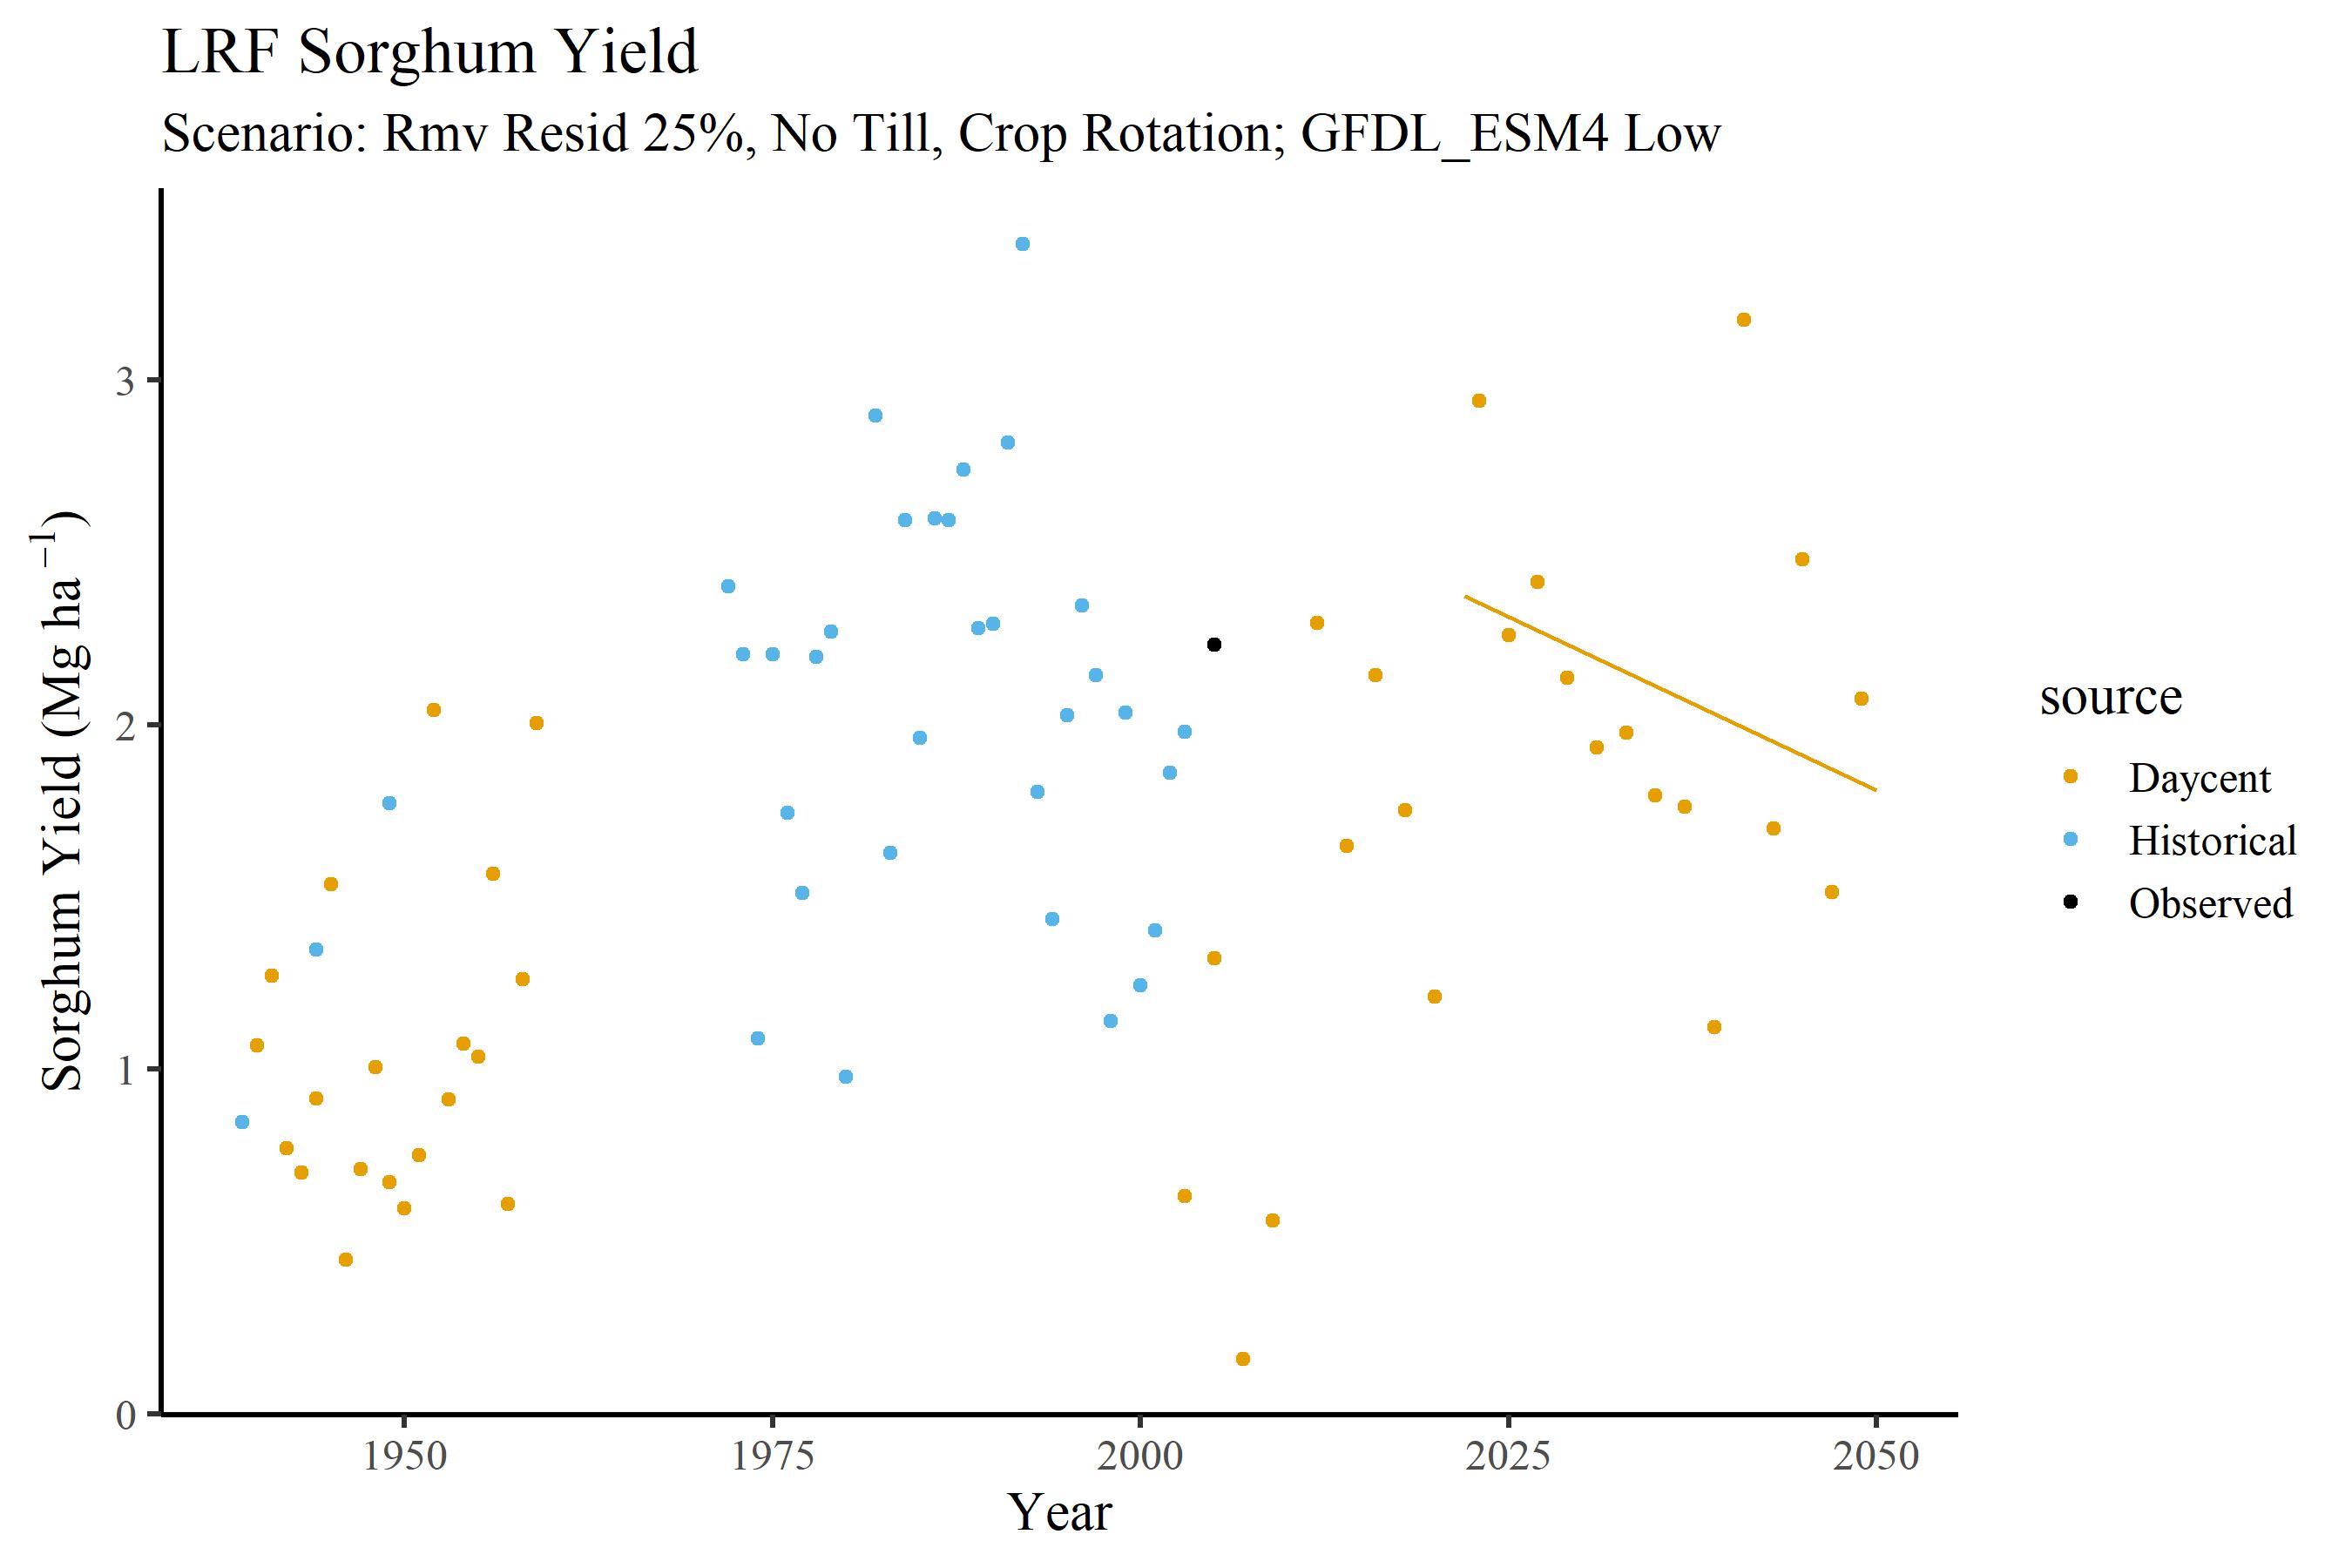 LRF Sorghum Yield
Scenario: Rmv Resid 25%, No Till, Crop Rotation; GFDL_ESM4 Low
Sorghum Yield (Mg ha⁻¹)
3
2
1
0
1950 1975 2000 2025 2050
Year
source
Daycent
Historical
Observed